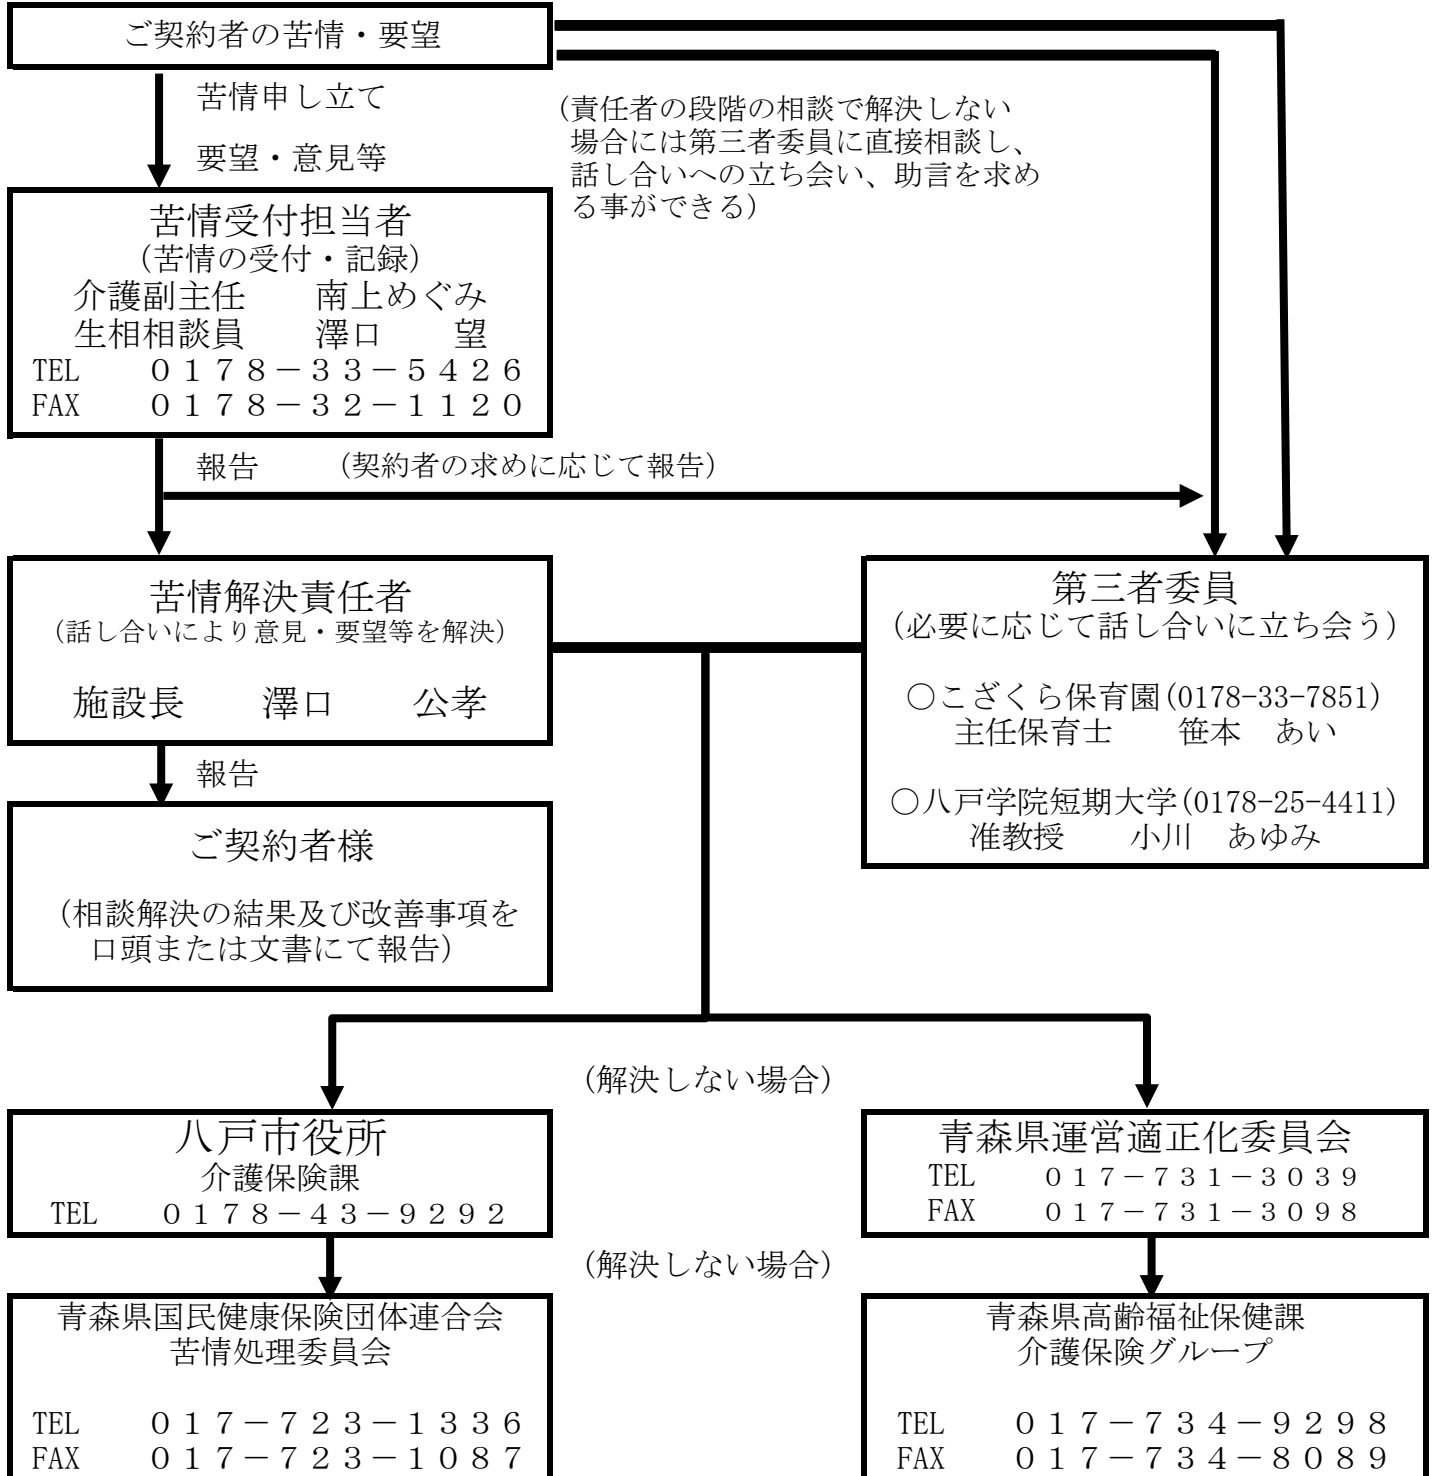 ご契約者の苦情・要望
苦情申し立て
要望・意見等
（責任者の段階の相談で解決しない
場合には第三者委員に直接相談し、
話し合いへの立ち会い、助言を求め
る事ができる）
苦情受付担当者
（苦情の受付・記録）
介護副主任　　南上めぐみ
生相相談員　　澤口　　望
TEL　　０１７８－３３－５４２６
FAX　　０１７８－３２－１１２０
報告　　（契約者の求めに応じて報告）
苦情解決責任者
（話し合いにより意見・要望等を解決）
施設長　　澤口　　公孝
第三者委員
（必要に応じて話し合いに立ち会う）
○こざくら保育園(0178-33-7851)
主任保育士　　笹本　あい
○八戸学院短期大学(0178-25-4411)
准教授　　小川　あゆみ
報告
ご契約者様
（相談解決の結果及び改善事項を
口頭または文書にて報告）
（解決しない場合）
八戸市役所
介護保険課
TEL　　０１７８－４３－９２９２
青森県運営適正化委員会
TEL　　０１７－７３１－３０３９
FAX　　０１７－７３１－３０９８
（解決しない場合）
青森県国民健康保険団体連合会
苦情処理委員会
TEL　　０１７－７２３－１３３６
FAX　　０１７－７２３－１０８７
青森県高齢福祉保健課
介護保険グループ
TEL　　０１７－７３４－９２９８
FAX　　０１７－７３４－８０８９